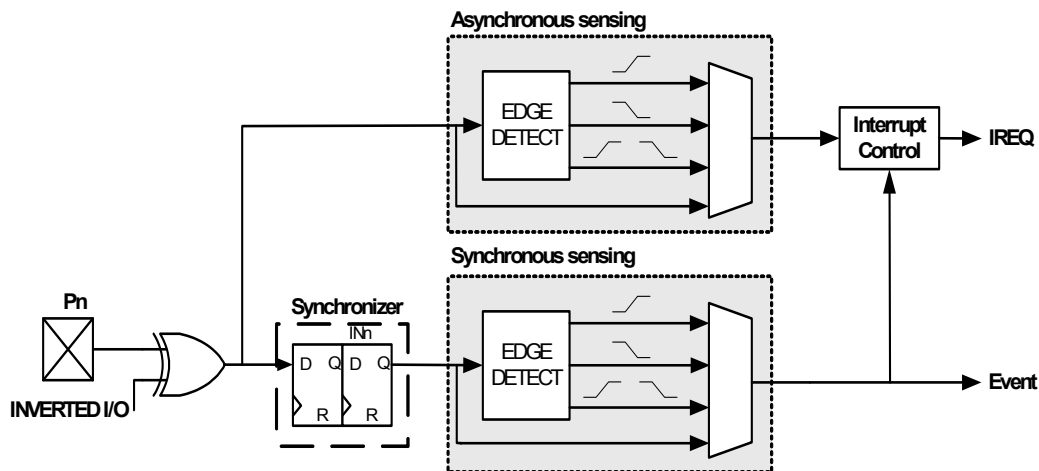 Asynchronous sensing
EDGE
DETECT
Interrupt
Control
IREQ
Synchronous sensing
Pn
Synchronizer
INn
D Q D Q
R R
EDGE
DETECT
INVERTED I/O
Event